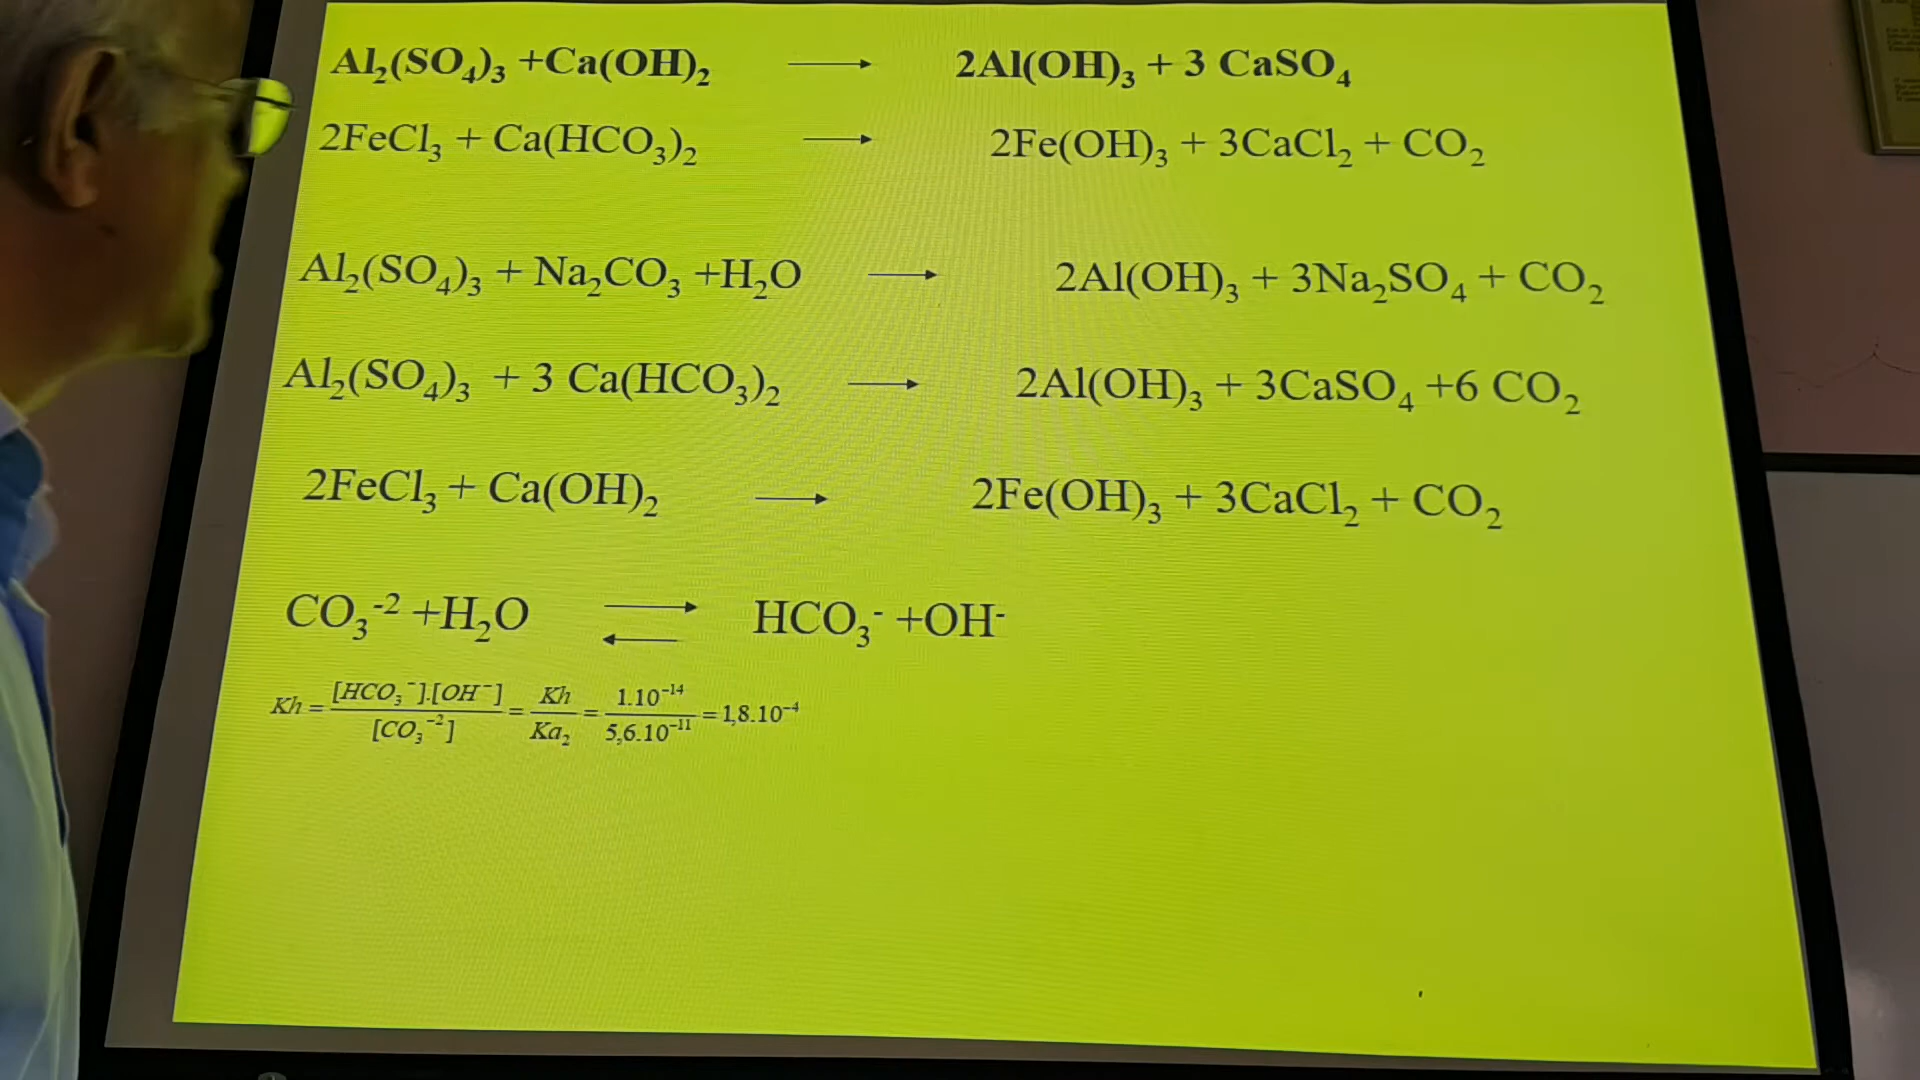 Al₂(SO₄)₃ +Ca(OH)₂ ⟶ 2Al(OH)₃ + 3 CaSO₄
2FeCl₃ + Ca(HCO₃)₂ ⟶ 2Fe(OH)₃ + 3CaCl₂ + CO₂
Al₂(SO₄)₃ + Na₂CO₃ +H₂O ⟶ 2Al(OH)₃ + 3Na₂SO₄ + CO₂
Al₂(SO₄)₃ + 3 Ca(HCO₃)₂ ⟶ 2Al(OH)₃ + 3CaSO₄ +6 CO₂
2FeCl₃ + Ca(OH)₂ ⟶ 2Fe(OH)₃ + 3CaCl₂ + CO₂
CO₃⁻² +H₂O ⇄ HCO₃⁻ +OH⁻
Kh = [HCO₃⁻].[OH⁻] / [CO₃⁻²] = Kh / Ka₂ = 1.10⁻¹⁴ / 5,6.10⁻¹¹ = 1,8.10⁻⁴